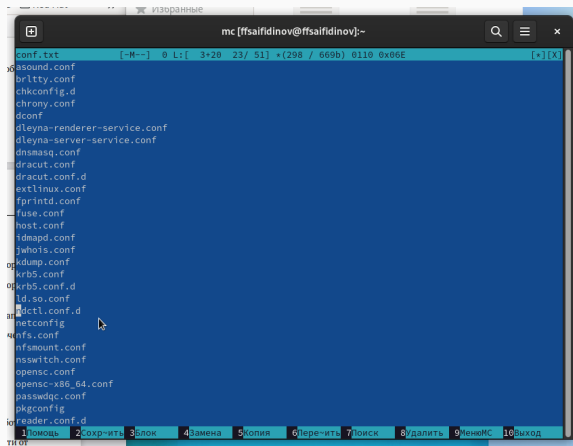 Избранные
mc [ffsaifidinov@ffsaifidinov]:~
conf.txt [-M--] 0 L:[ 3+20 23/ 51] *(298 / 669b) 0110 0x06E [*][X]
asound.conf
brltty.conf
chkconfig.d
chrony.conf
dconf
dleyna-renderer-service.conf
dleyna-server-service.conf
dnsmasq.conf
dracut.conf
dracut.conf.d
extlinux.conf
fprintd.conf
fuse.conf
host.conf
idmapd.conf
jwhois.conf
kdump.conf
krb5.conf
krb5.conf.d
ld.so.conf
ndctl.conf.d
netconfig
nfs.conf
nfsmount.conf
nsswitch.conf
opensc.conf
opensc-x86_64.conf
passwdqc.conf
pkgconfig
reader.conf.d
1Помощь 2Сохр~ить 3Блок 4Замена 5Копия 6Пере~ить 7Поиск 8Удалить 9МенюMC 10Выход